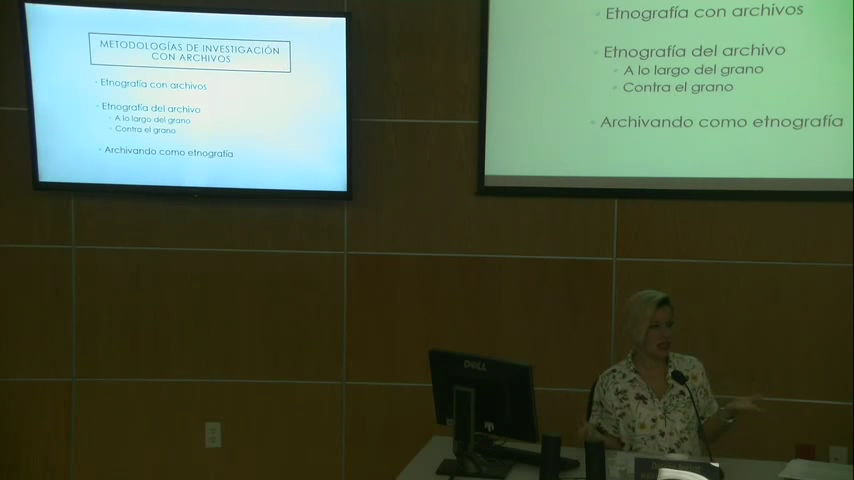 METODOLOGÍAS DE INVESTIGACIÓN
CON ARCHIVOS
Etnografía con archivos
Etnografía del archivo
A lo largo del grano
Contra el grano
Archivando como etnografía
Etnografía con archivos
Etnografía del archivo
A lo largo del grano
Contra el grano
Archivando como etnografía
DELL